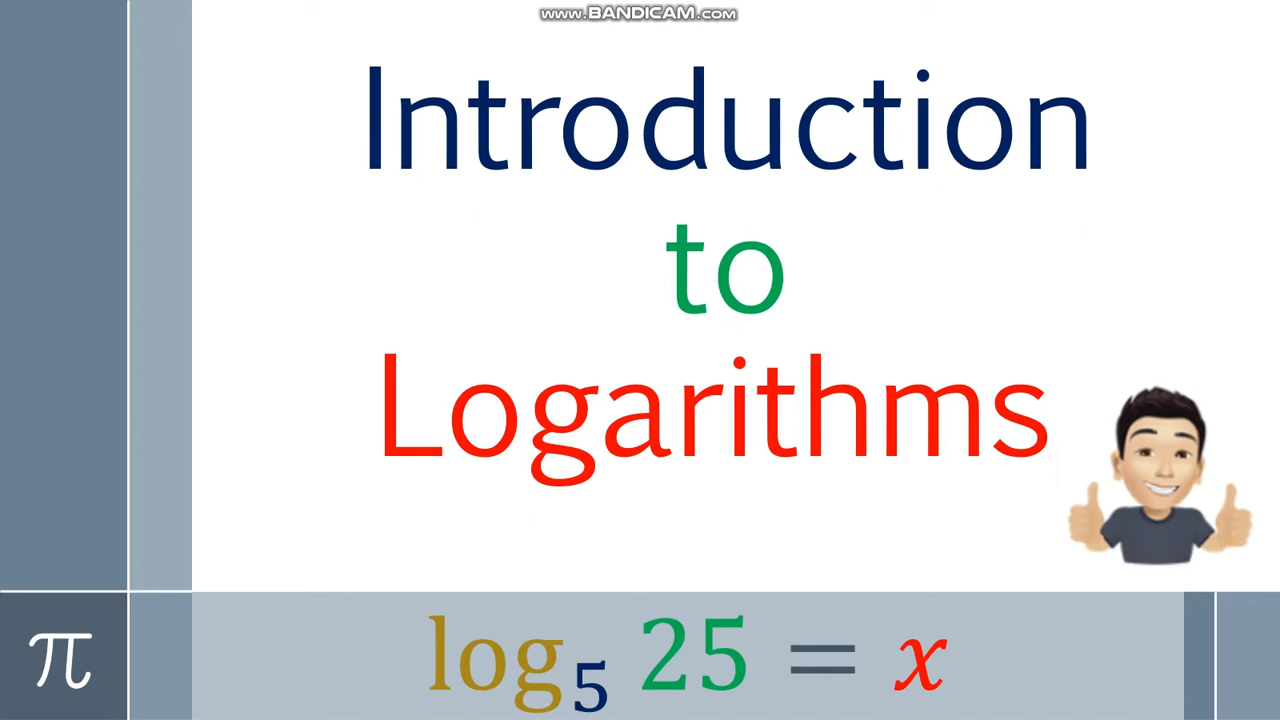 www.BANDICAM.com
Introduction
to
Logarithms
π
log₅ 25 = x